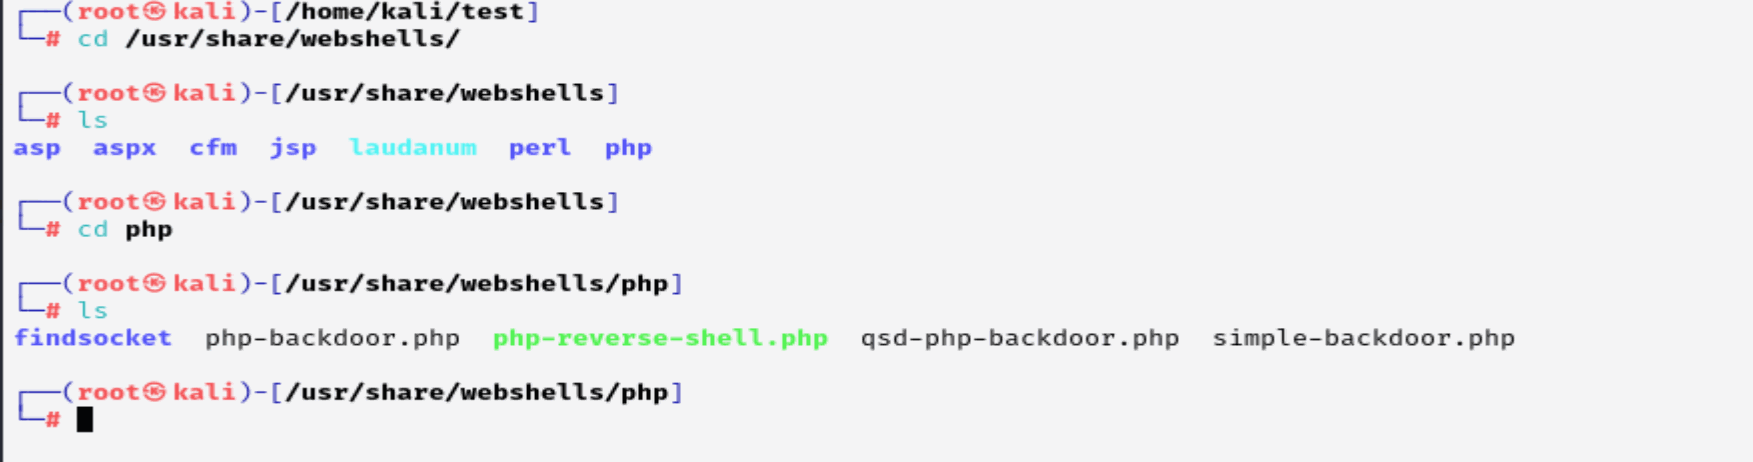 ┌──(root㉿kali)-[/home/kali/test]
└─# cd /usr/share/webshells/
┌──(root㉿kali)-[/usr/share/webshells]
└─# ls
asp  aspx  cfm  jsp  laudanum  perl  php
┌──(root㉿kali)-[/usr/share/webshells]
└─# cd php
┌──(root㉿kali)-[/usr/share/webshells/php]
└─# ls
findsocket  php-backdoor.php  php-reverse-shell.php  qsd-php-backdoor.php  simple-backdoor.php
┌──(root㉿kali)-[/usr/share/webshells/php]
└─#